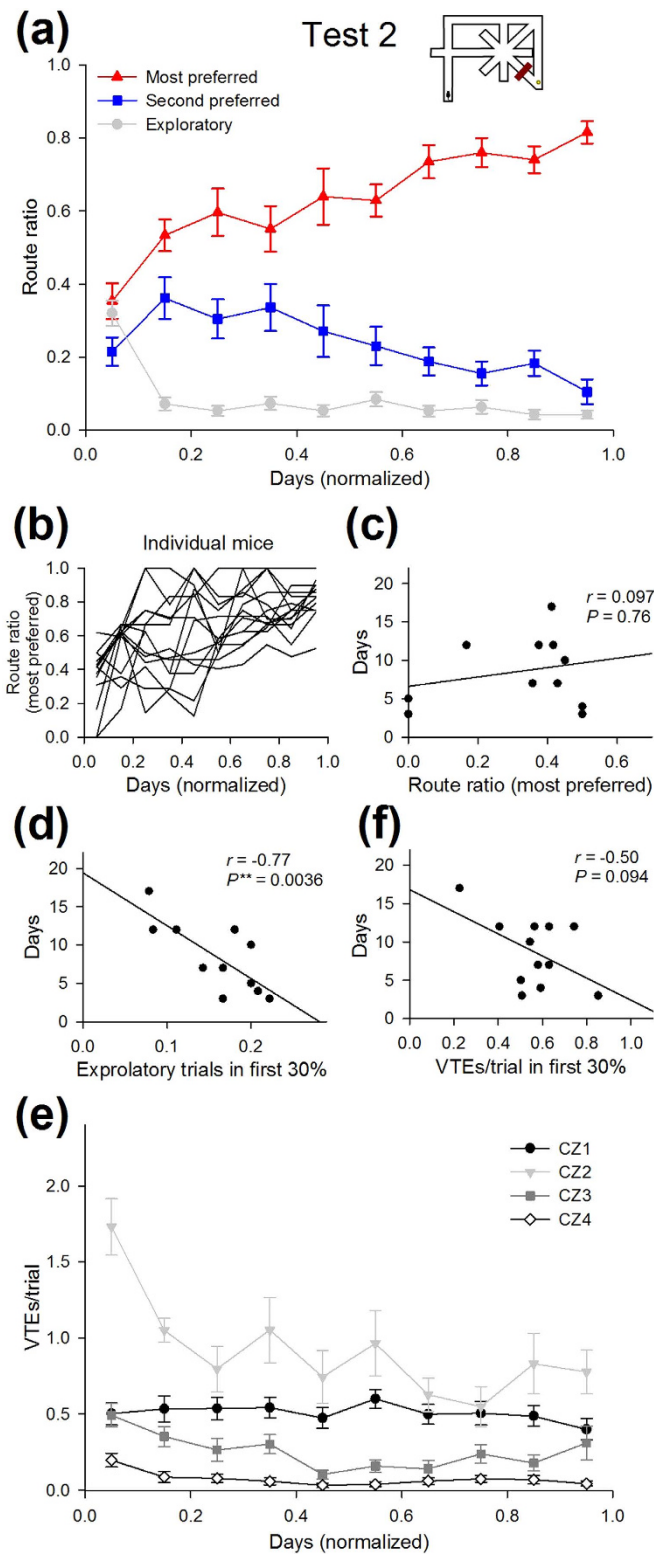 (a)
Test 2
Most preferred
Second preferred
Exploratory
1.0
0.8
0.6
0.4
0.2
0.0
Route ratio
0.0 0.2 0.4 0.6 0.8 1.0
Days (normalized)
(b)
Individual mice
1.0
0.8
0.6
0.4
0.2
0.0
Route ratio
(most preferred)
0.0 0.2 0.4 0.6 0.8 1.0
Days (normalized)
(c)
r = 0.097
P = 0.76
20
15
10
5
0
Days
0.0 0.2 0.4 0.6
Route ratio (most preferred)
(d)
r = -0.77
P** = 0.0036
20
15
10
5
0
Days
0.1 0.2
Exprolatory trials in first 30%
(f)
r = -0.50
P = 0.094
20
15
10
5
0
Days
0.0 0.2 0.4 0.6 0.8 1.0
VTEs/trial in first 30%
(e)
CZ1
CZ2
CZ3
CZ4
2.0
1.5
1.0
0.5
0.0
VTEs/trial
0.0 0.2 0.4 0.6 0.8 1.0
Days (normalized)